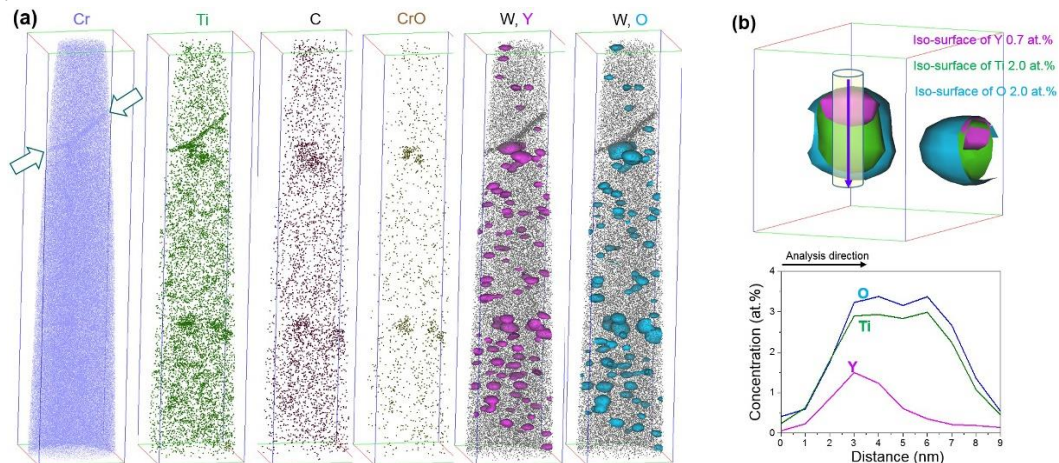 (a)
Cr
Ti
C
CrO
W, Y
W, O
(b)
Iso-surface of Y 0.7 at.%
Iso-surface of Ti 2.0 at.%
Iso-surface of O 2.0 at.%
Analysis direction
4
3
2
1
0
Concentration (at.%)
O
Ti
Y
0 1 2 3 4 5 6 7 8 9
Distance (nm)